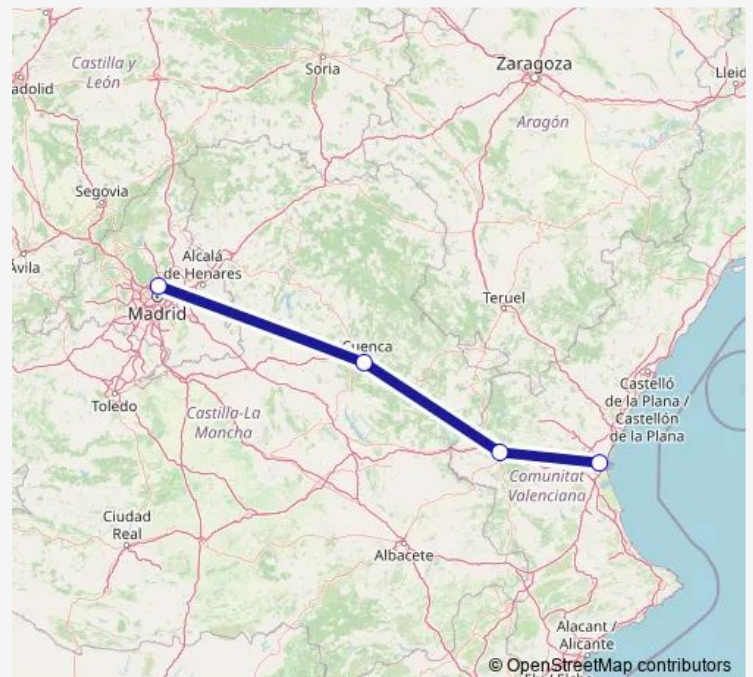 Castilla y
León
Soria
Zaragoza
Lleid
adolid
Aragón
Segovia
Ávila
Alcalá
de Henares
Madrid
Teruel
Cuenca
Castelló
de la Plana /
Castellón
de la Plana
Toledo
Castilla-La
Mancha
Comunitat
Valenciana
Ciudad
Real
Albacete
Alacant /
Alicante
© OpenStreetMap contributors